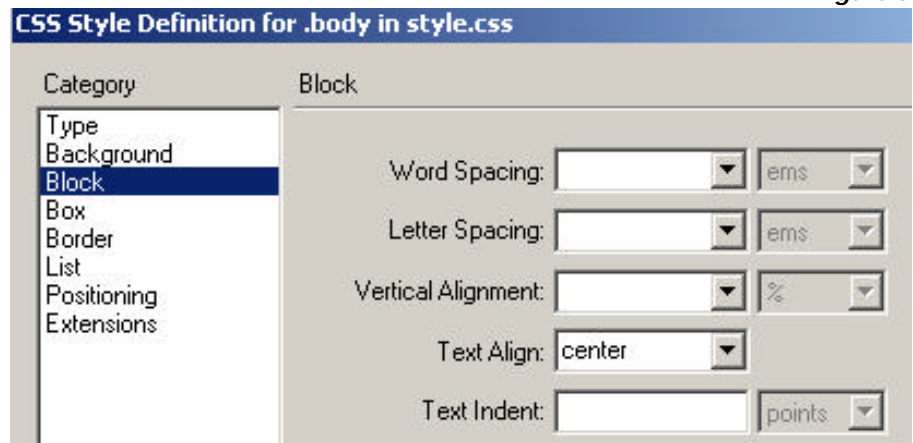 CSS Style Definition for .body in style.css
Category
Block
Type
Background
Block
Box
Border
List
Positioning
Extensions
Word Spacing: ems
Letter Spacing: ems
Vertical Alignment: %
Text Align: center
Text Indent: points